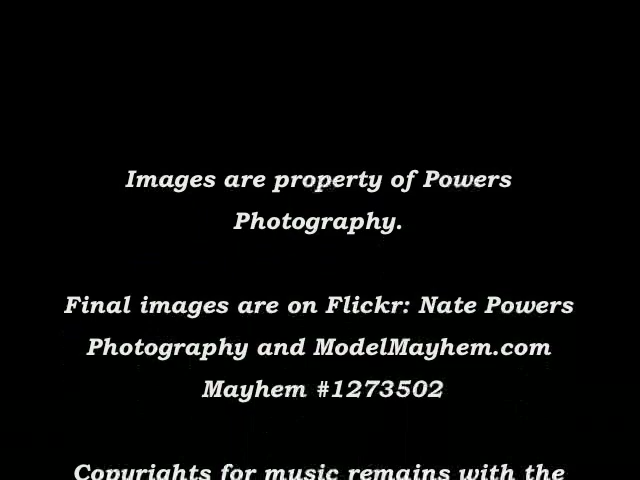 Images are property of Powers
Photography.
Final images are on Flickr: Nate Powers
Photography and ModelMayhem.com
Mayhem #1273502
Copyrights for music remains with the